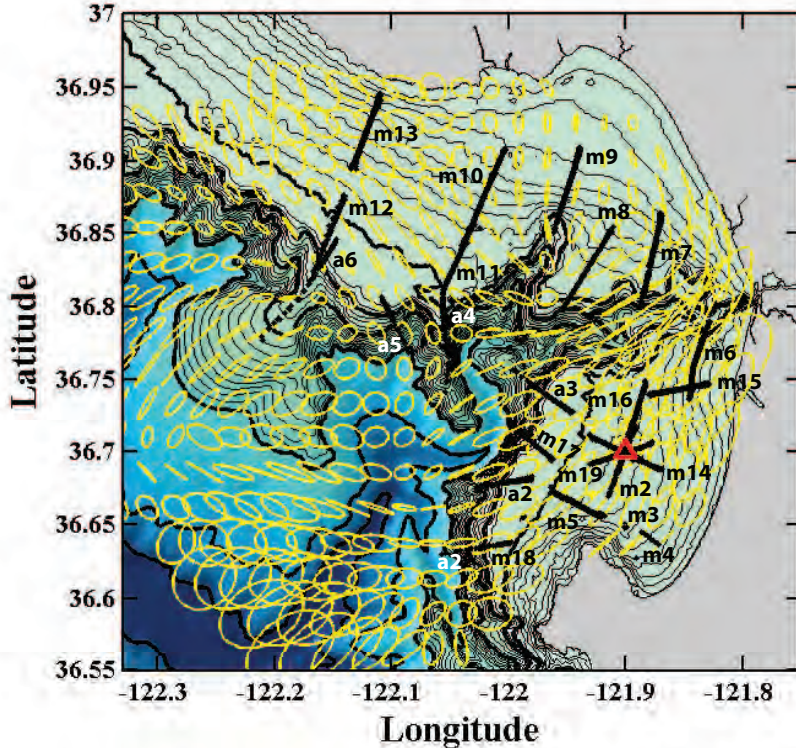 37
36.95
36.9
36.85
36.8
36.75
36.7
36.65
36.6
36.55
Latitude
m13
m10
m9
m12
m8
a6
m7
m11
a4
a5
m6
a3
m16
m15
m17
m19
m14
a2
m2
m5
m3
a2
m18
m4
-122.3
-122.2
-122.1
-122
-121.9
-121.8
Longitude